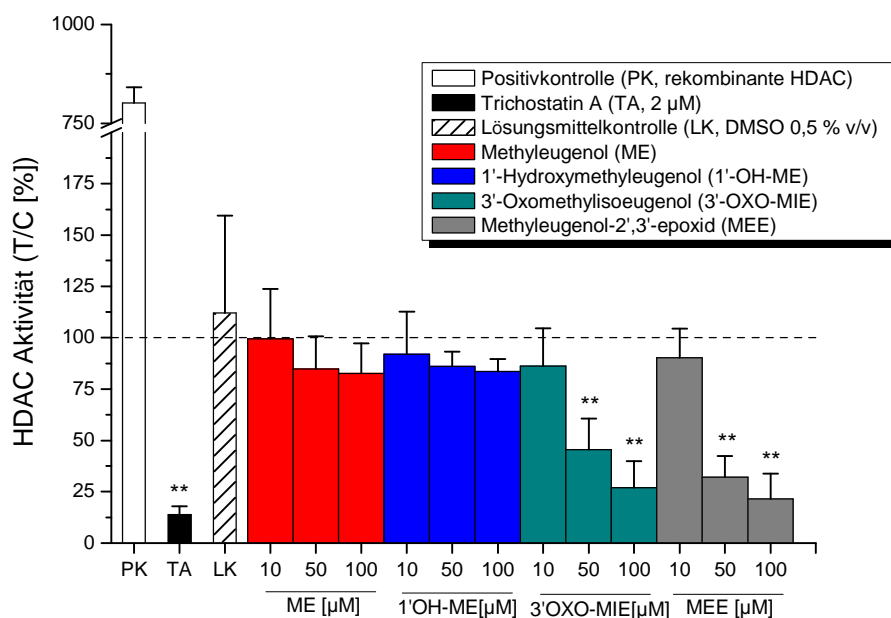 1000
750
175
150
125
100
75
50
25
0
HDAC Aktivität (T/C [%])
Positivkontrolle (PK, rekombinante HDAC)
Trichostatin A (TA, 2 µM)
Lösungsmittelkontrolle (LK, DMSO 0,5 % v/v)
Methyleugenol (ME)
1'-Hydroxymethyleugenol (1'-OH-ME)
3'-Oxomethylisoeugenol (3'-OXO-MIE)
Methyleugenol-2',3'-epoxid (MEE)
** ** ** ** **
PK TA LK 10 50 100 10 50 100 10 50 100 10 50 100
ME [µM] 1'OH-ME[µM] 3'OXO-MIE[µM] MEE[µM]